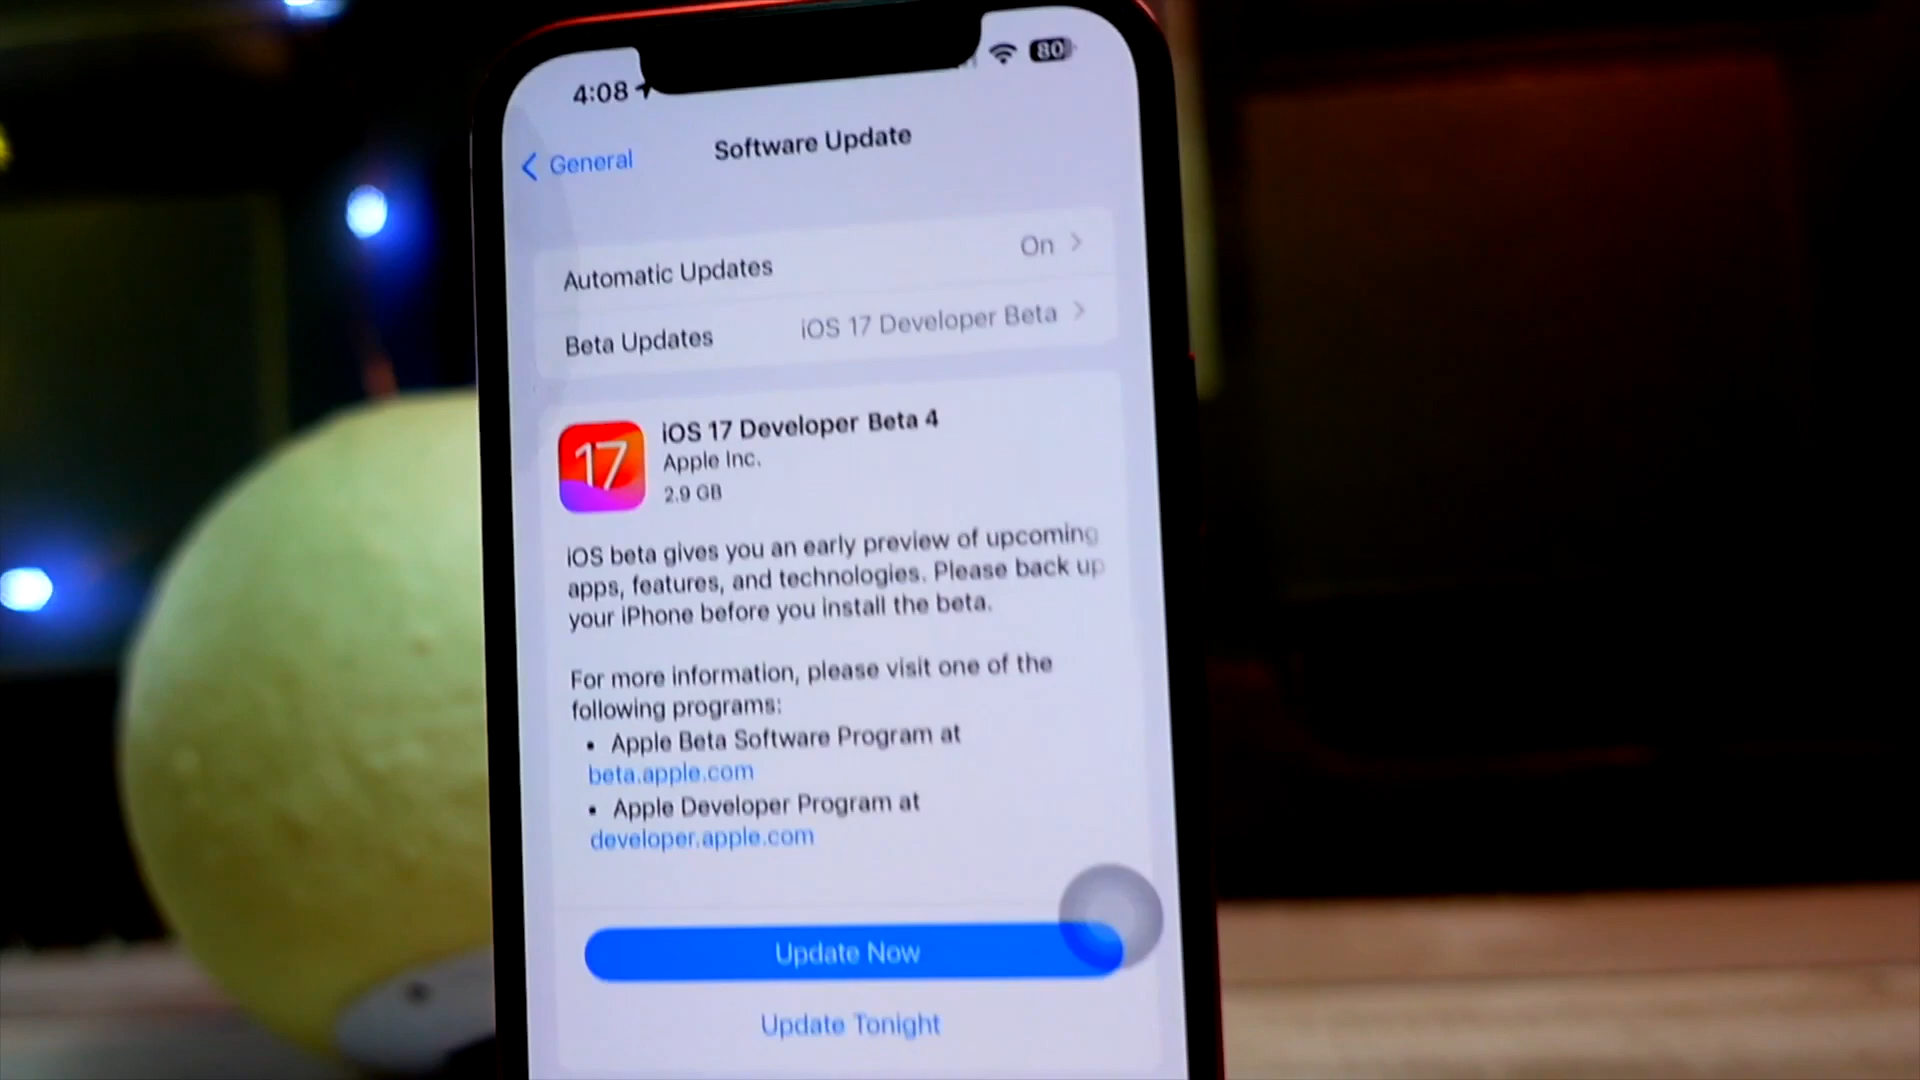 4:08
80
General
Software Update
Automatic Updates On
Beta Updates iOS 17 Developer Beta
17
iOS 17 Developer Beta 4
Apple Inc.
2.9 GB
iOS beta gives you an early preview of upcoming
apps, features, and technologies. Please back up
your iPhone before you install the beta.
For more information, please visit one of the
following programs:
• Apple Beta Software Program at
beta.apple.com
• Apple Developer Program at
developer.apple.com
Update Now
Update Tonight